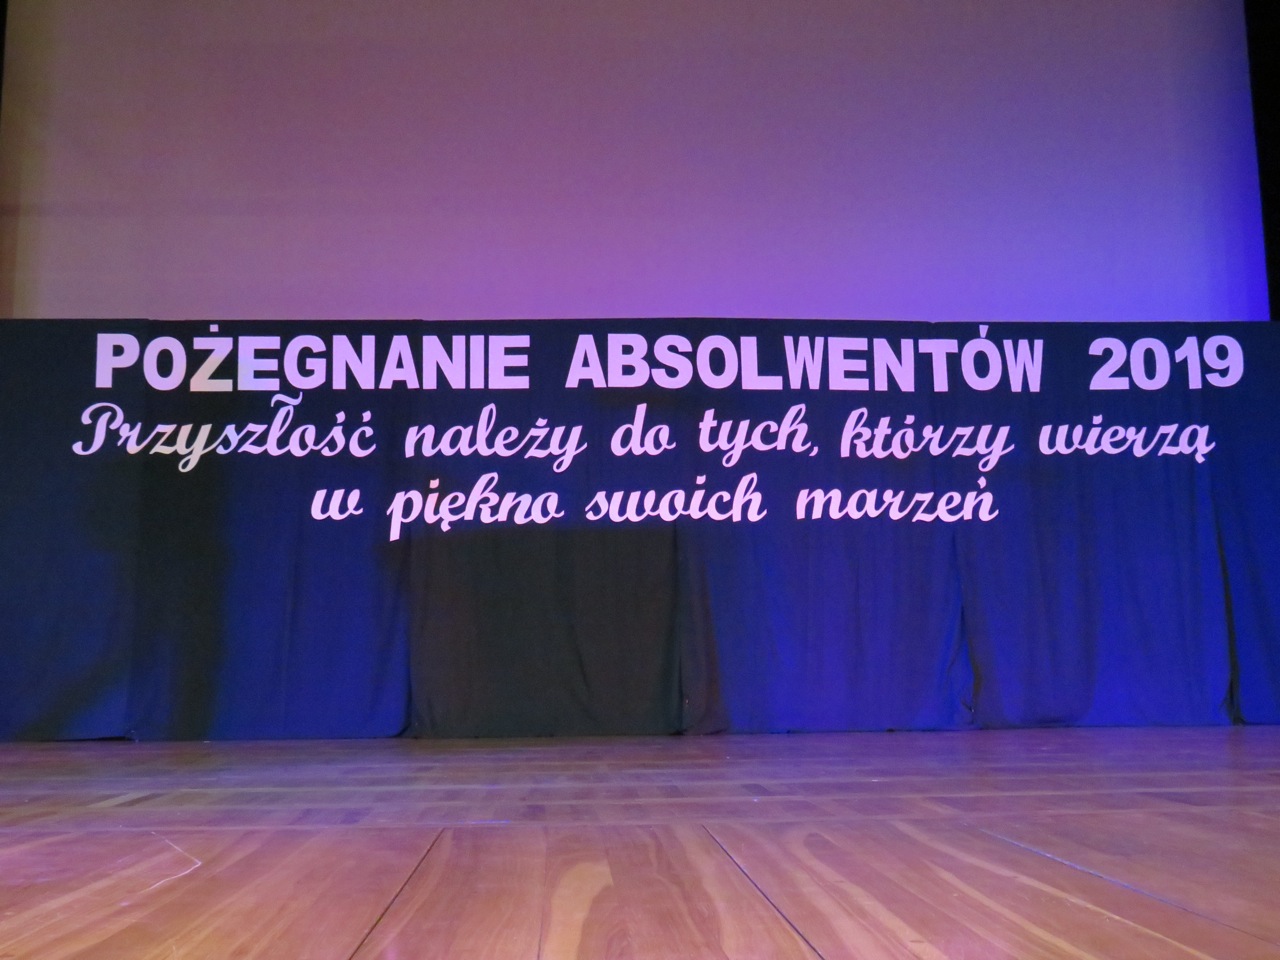 POŻEGNANIE ABSOLWENTÓW 2019
Przyszłość należy do tych, którzy wierzą
w piękno swoich marzeń